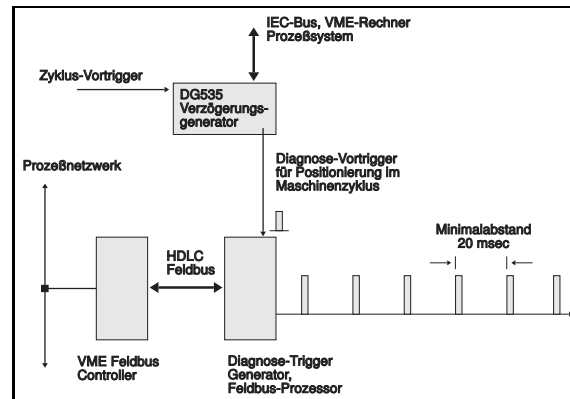 IEC-Bus, VME-Rechner
Prozeßsystem
Zyklus-Vortrigger
DG535
Verzögerungs-
generator
Prozeßnetzwerk
Diagnose-Vortrigger
für Positionierung im
Maschinenzyklus
Minimalabstand
20 msec
HDLC
Feldbus
VME Feldbus
Controller
Diagnose-Trigger
Generator,
Feldbus-Prozessor